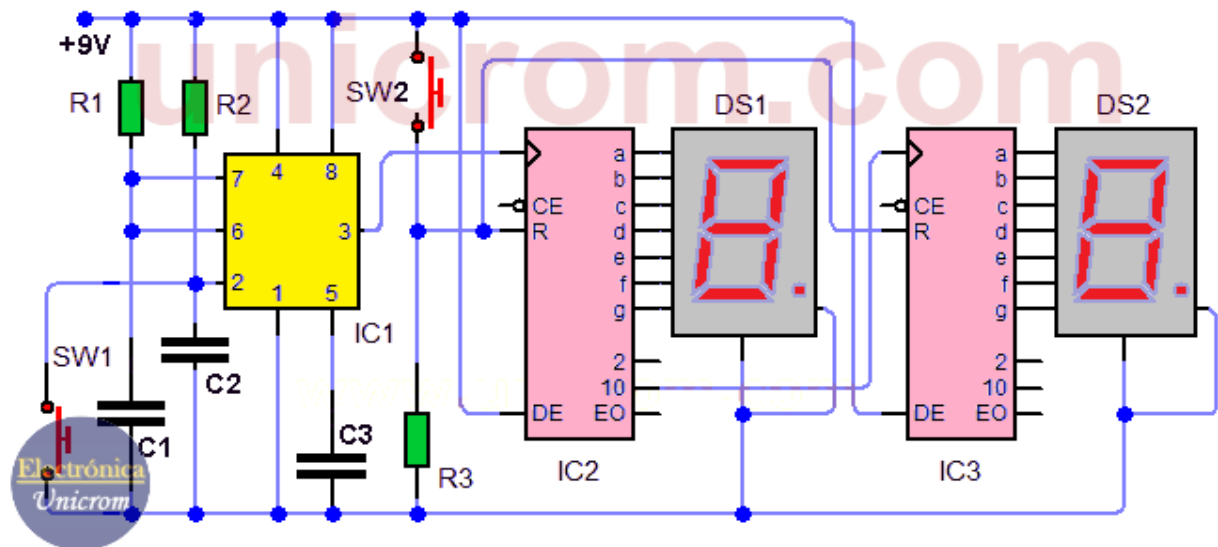 unicrom.com
+9V
R1
R2
SW2
DS1
DS2
7
4
8
6
3
2
1
5
IC1
CE
R
DE
a
b
c
d
e
f
g
2
10
EO
IC2
CE
R
DE
a
b
c
d
e
f
g
2
10
EO
IC3
SW1
C2
C1
C3
R3
Electrónica
Unicrom